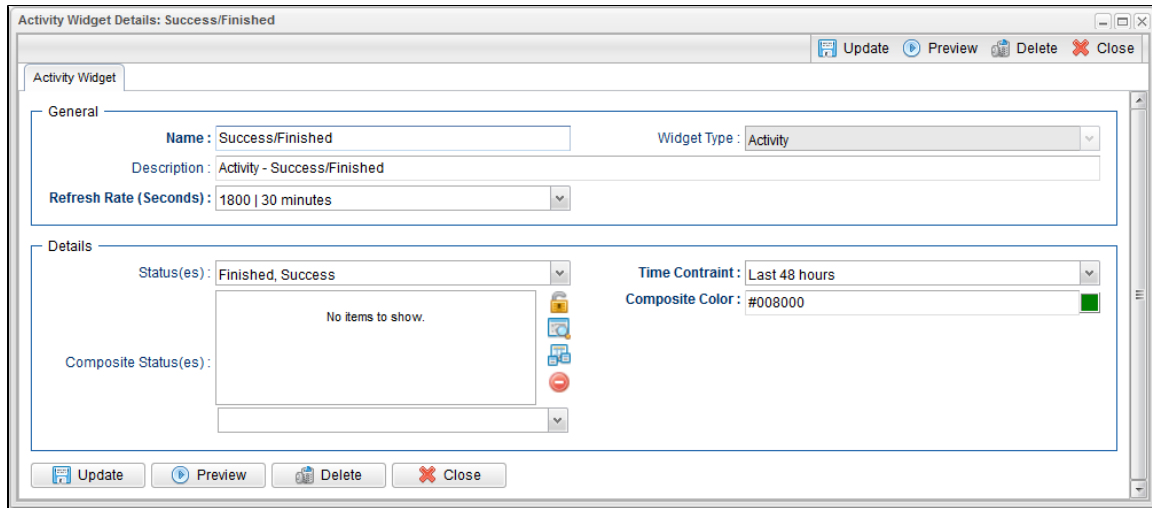 Activity Widget Details: Success/Finished
Update Preview Delete Close
Activity Widget
General
Name : Success/Finished Widget Type : Activity
Description : Activity - Success/Finished
Refresh Rate (Seconds) : 1800 | 30 minutes
Details
Status(es) : Finished, Success Time Contraint : Last 48 hours
Composite Color : #008000
No items to show.
Composite Status(es) :
Update Preview Delete Close